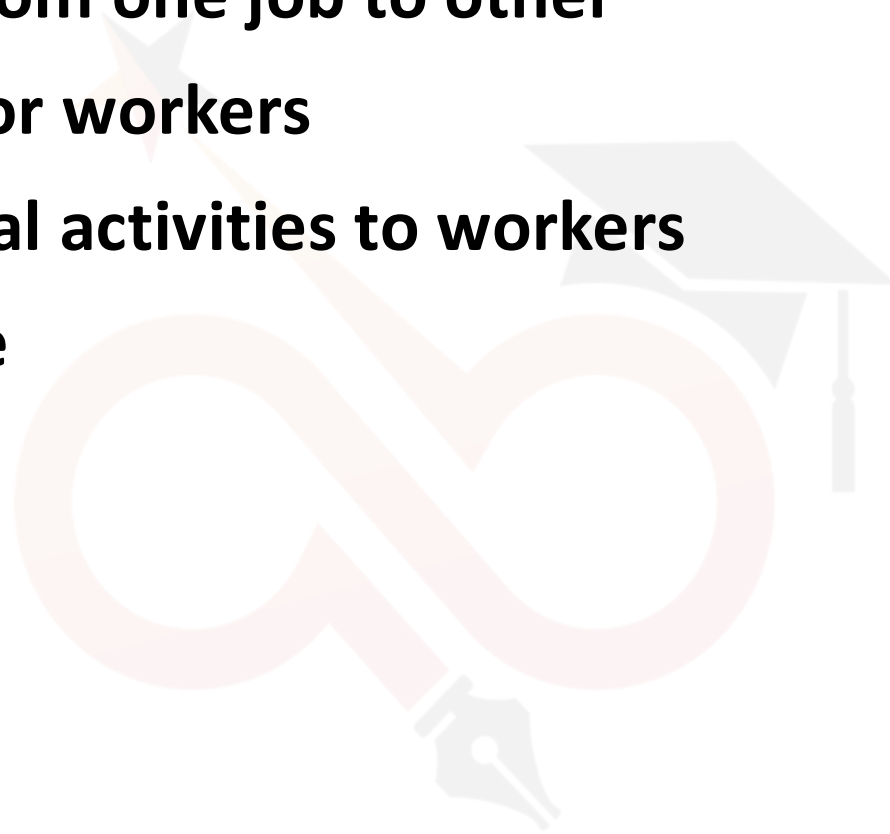 om one job to other
or workers
al activities to workers
e